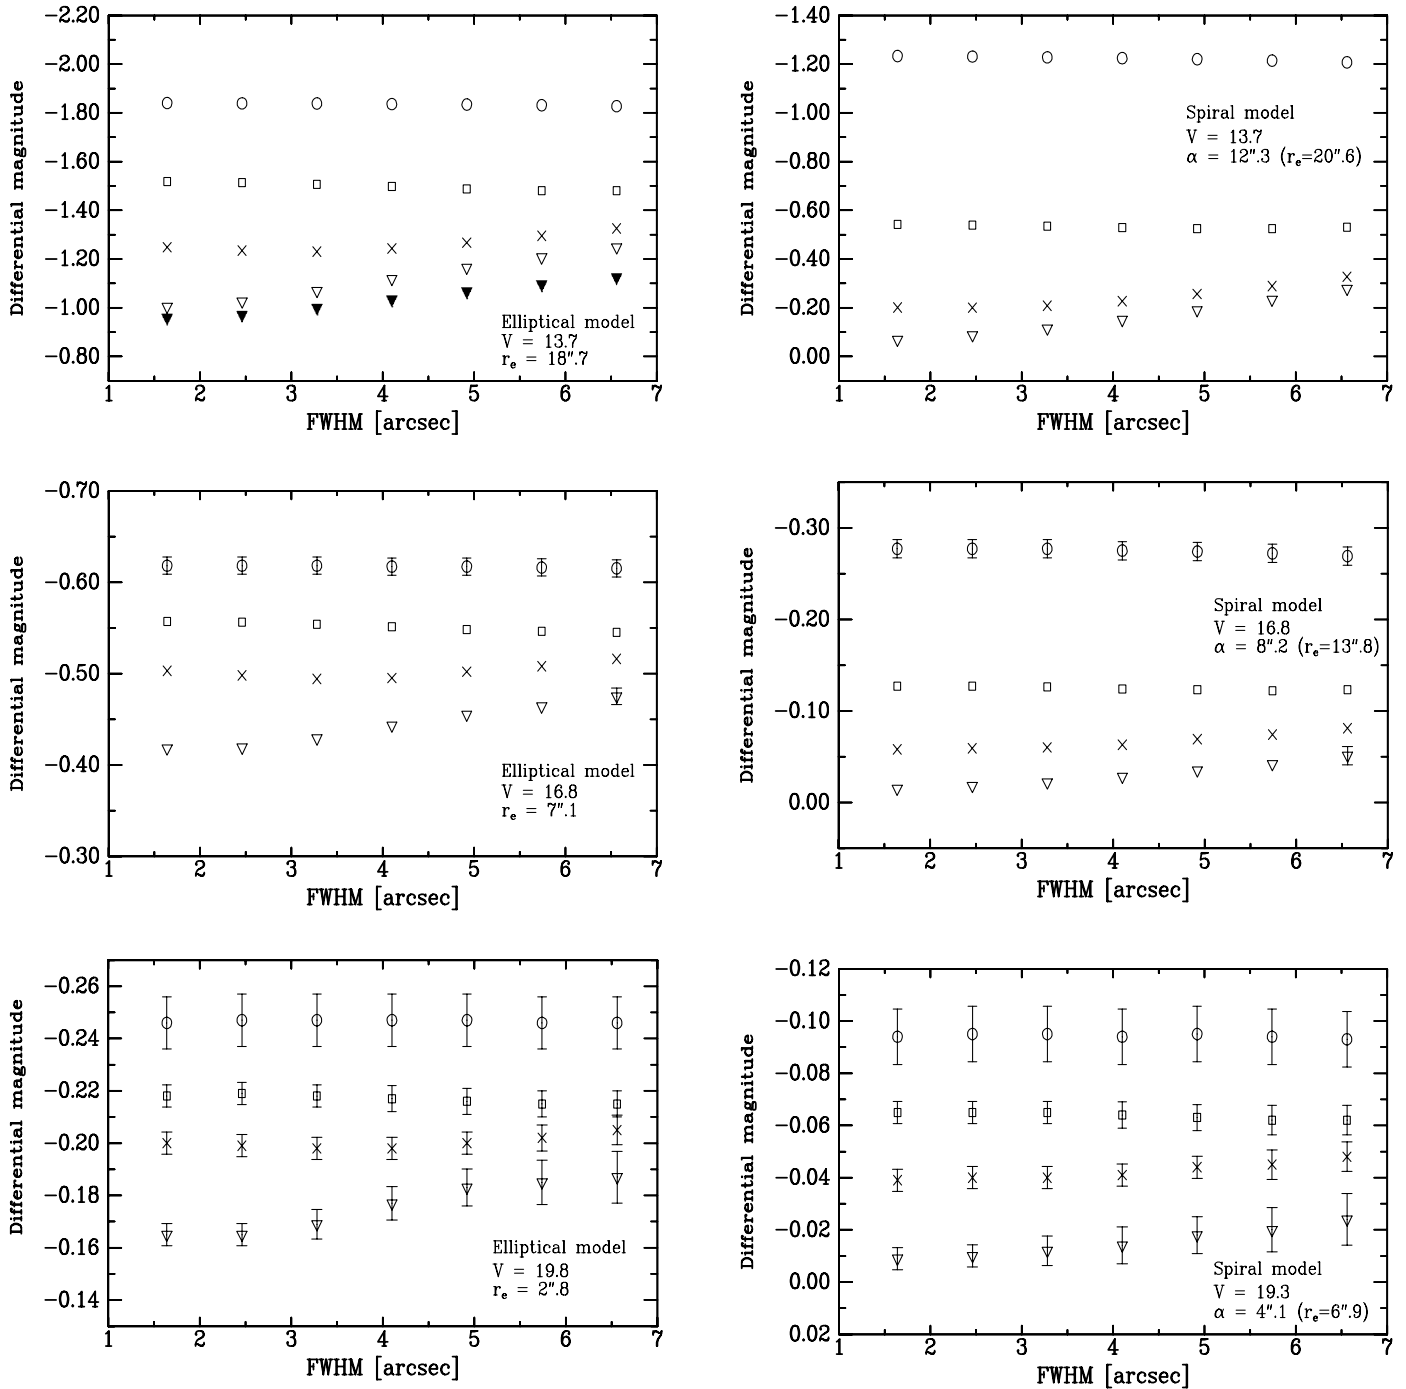 Differential magnitude
−2.20
−2.00
−1.80
−1.60
−1.40
−1.20
−1.00
−0.80
Elliptical model
V = 13.7
rₑ = 18″.7
1 2 3 4 5 6 7
FWHM [arcsec]
Differential magnitude
−1.40
−1.20
−1.00
−0.80
−0.60
−0.40
−0.20
0.00
Spiral model
V = 13.7
α = 12″.3 (rₑ=20″.6)
1 2 3 4 5 6 7
FWHM [arcsec]
Differential magnitude
−0.70
−0.60
−0.50
−0.40
−0.30
Elliptical model
V = 16.8
rₑ = 7″.1
1 2 3 4 5 6 7
FWHM [arcsec]
Differential magnitude
−0.30
−0.20
−0.10
0.00
Spiral model
V = 16.8
α = 8″.2 (rₑ=13″.8)
1 2 3 4 5 6 7
FWHM [arcsec]
Differential magnitude
−0.26
−0.24
−0.22
−0.20
−0.18
−0.16
−0.14
Elliptical model
V = 19.8
rₑ = 2″.8
1 2 3 4 5 6 7
FWHM [arcsec]
Differential magnitude
−0.12
−0.10
−0.08
−0.06
−0.04
−0.02
0.00
0.02
Spiral model
V = 19.3
α = 4″.1 (rₑ=6″.9)
1 2 3 4 5 6 7
FWHM [arcsec]